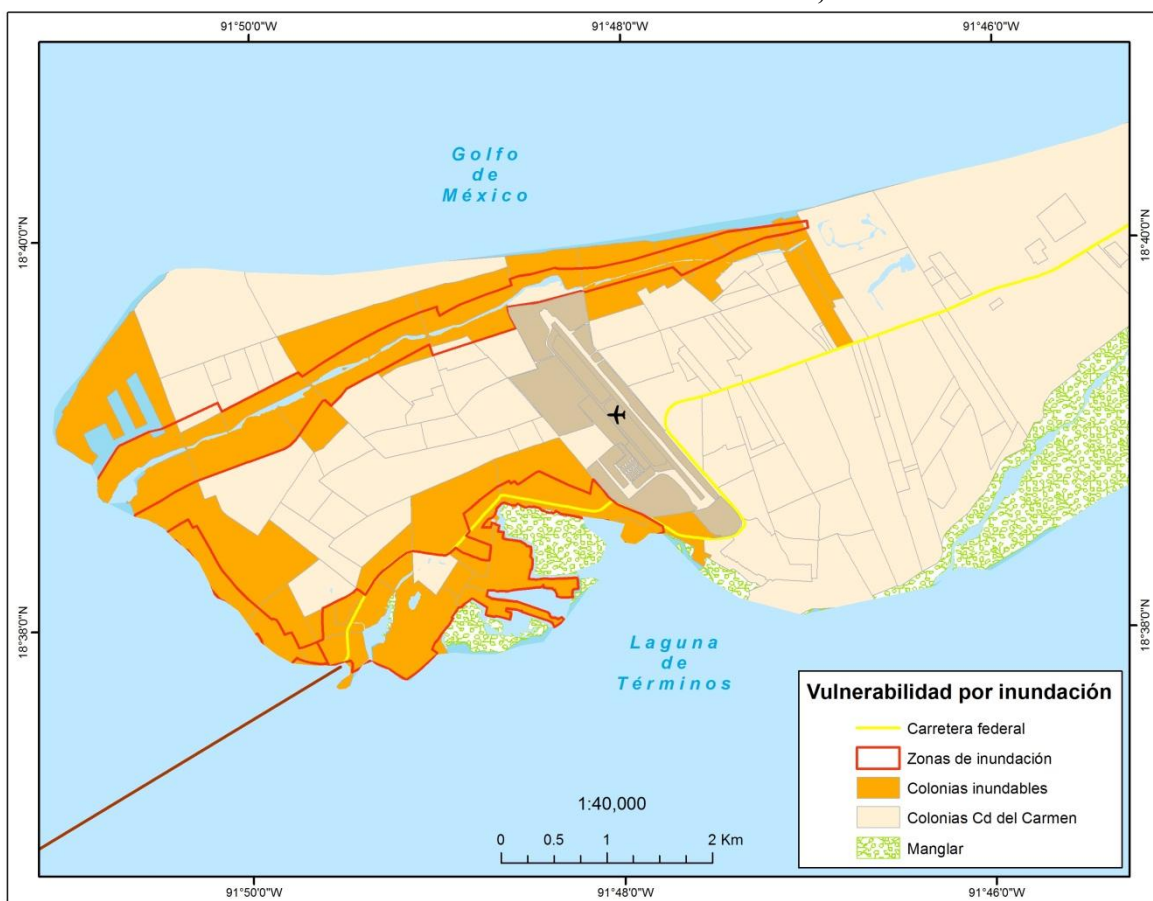 91°50'0"W 91°48'0"W 91°46'0"W
Golfo
de
México
18°40'0"N 18°40'0"N
18°38'0"N 18°38'0"N
Laguna
de
Términos
Vulnerabilidad por inundación
Carretera federal
Zonas de inundación
Colonias inundables
Colonias Cd del Carmen
Manglar
1:40,000
0 0.5 1 2 Km
91°50'0"W 91°48'0"W 91°46'0"W